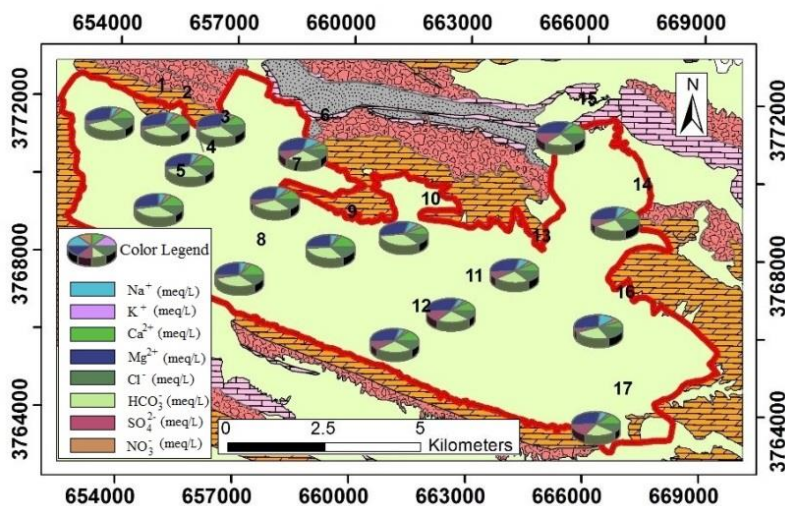 654000 657000 660000 663000 666000 669000
3772000 3772000
3768000 3768000
3764000 3764000
N
1
2
3
4
5
6
7
8
9
10
11
12
13
14
15
16
17
Color Legend
Na⁺ (meq/L)
K⁺ (meq/L)
Ca²⁺ (meq/L)
Mg²⁺ (meq/L)
Cl⁻ (meq/L)
HCO₃⁻ (meq/L)
SO₄²⁻ (meq/L)
NO₃⁻ (meq/L)
0 2.5 5
Kilometers
654000 657000 660000 663000 666000 669000